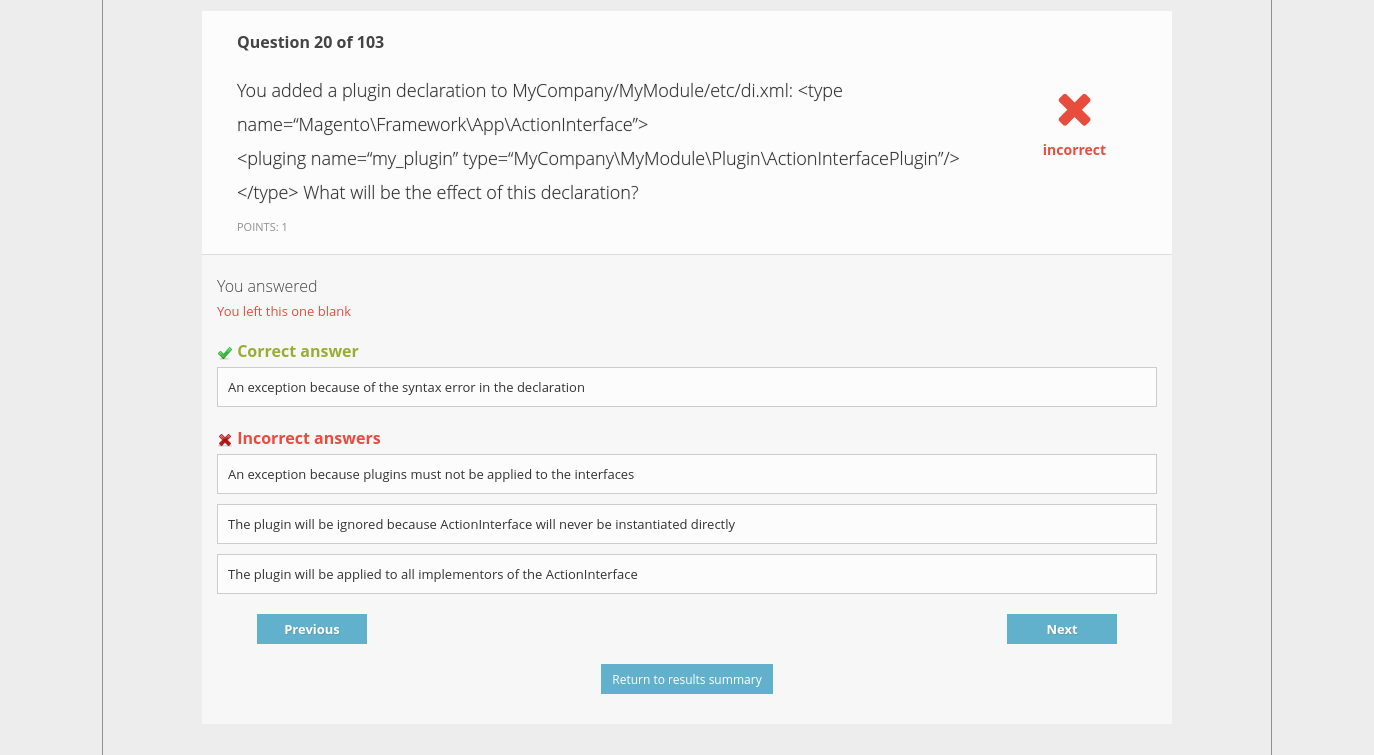 Question 20 of 103
You added a plugin declaration to MyCompany/MyModule/etc/di.xml: <type
name=“Magento\Framework\App\ActionInterface”>
<pluging name=“my_plugin” type=“MyCompany\MyModule\Plugin\ActionInterfacePlugin”/>
</type> What will be the effect of this declaration?
incorrect
POINTS: 1
You answered
You left this one blank
Correct answer
An exception because of the syntax error in the declaration
Incorrect answers
An exception because plugins must not be applied to the interfaces
The plugin will be ignored because ActionInterface will never be instantiated directly
The plugin will be applied to all implementors of the ActionInterface
Previous
Next
Return to results summary